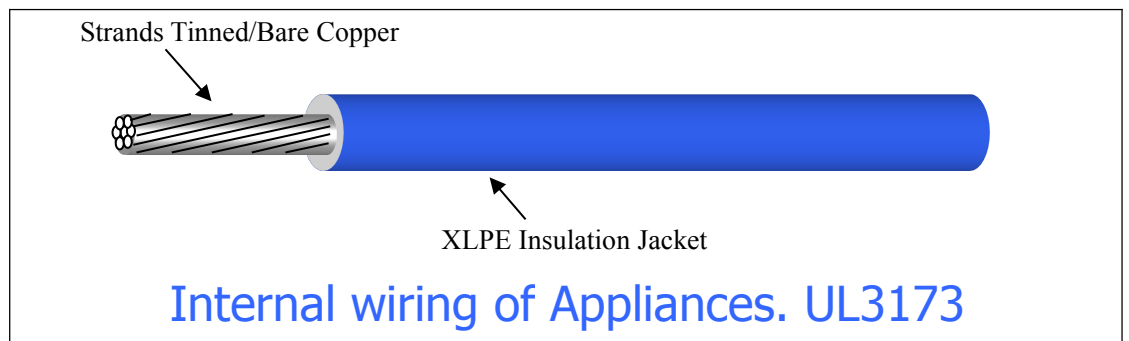 Strands Tinned/Bare Copper
XLPE Insulation Jacket
Internal wiring of Appliances. UL3173